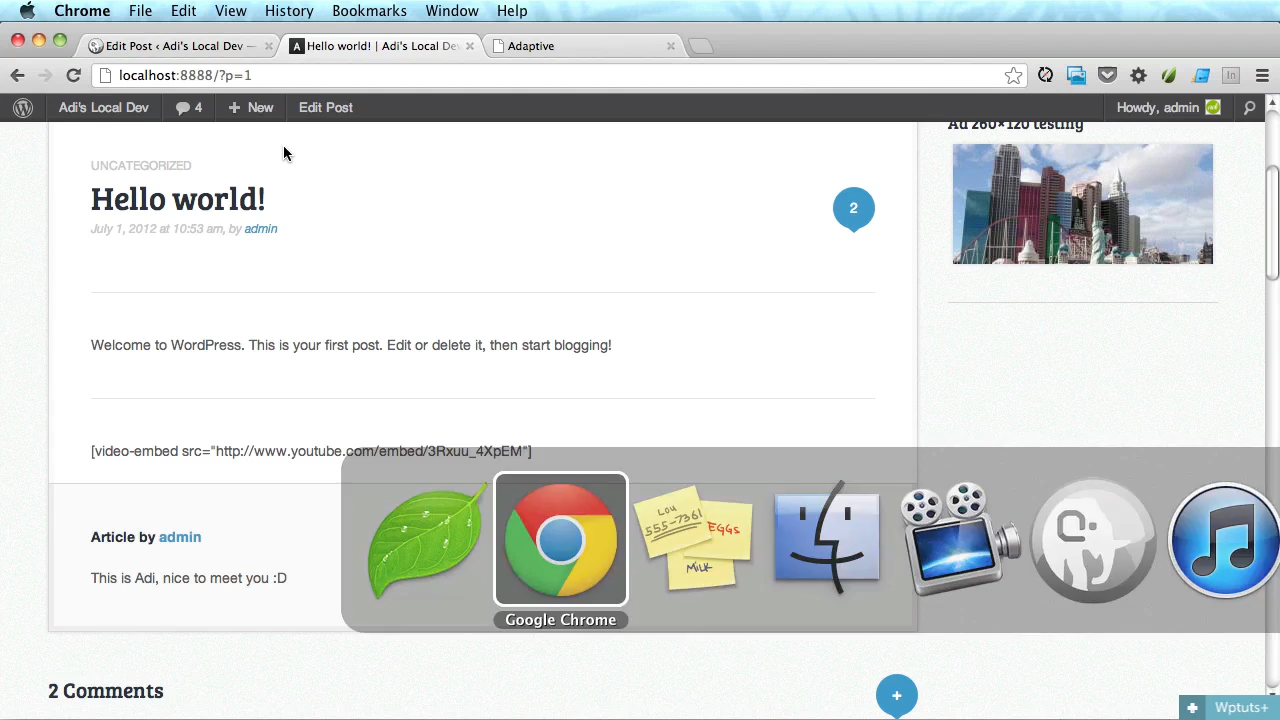 Chrome File Edit View History Bookmarks Window Help
Edit Post ‹ Adi's Local Dev —
Hello world! | Adi's Local Dev
Adaptive
localhost:8888/?p=1
Adi's Local Dev
4
+ New
Edit Post
Howdy, admin
UNCATEGORIZED
Hello world!
July 1, 2012 at 10:53 am, by admin
2
Welcome to WordPress. This is your first post. Edit or delete it, then start blogging!
[video-embed src="http://www.youtube.com/embed/3Rxuu_4XpEM"]
Article by admin
This is Adi, nice to meet you :D
2 Comments
+
Ad 260×120 testing
Lou
555-7361
EGGS
MILK
Google Chrome
+ Wptuts+